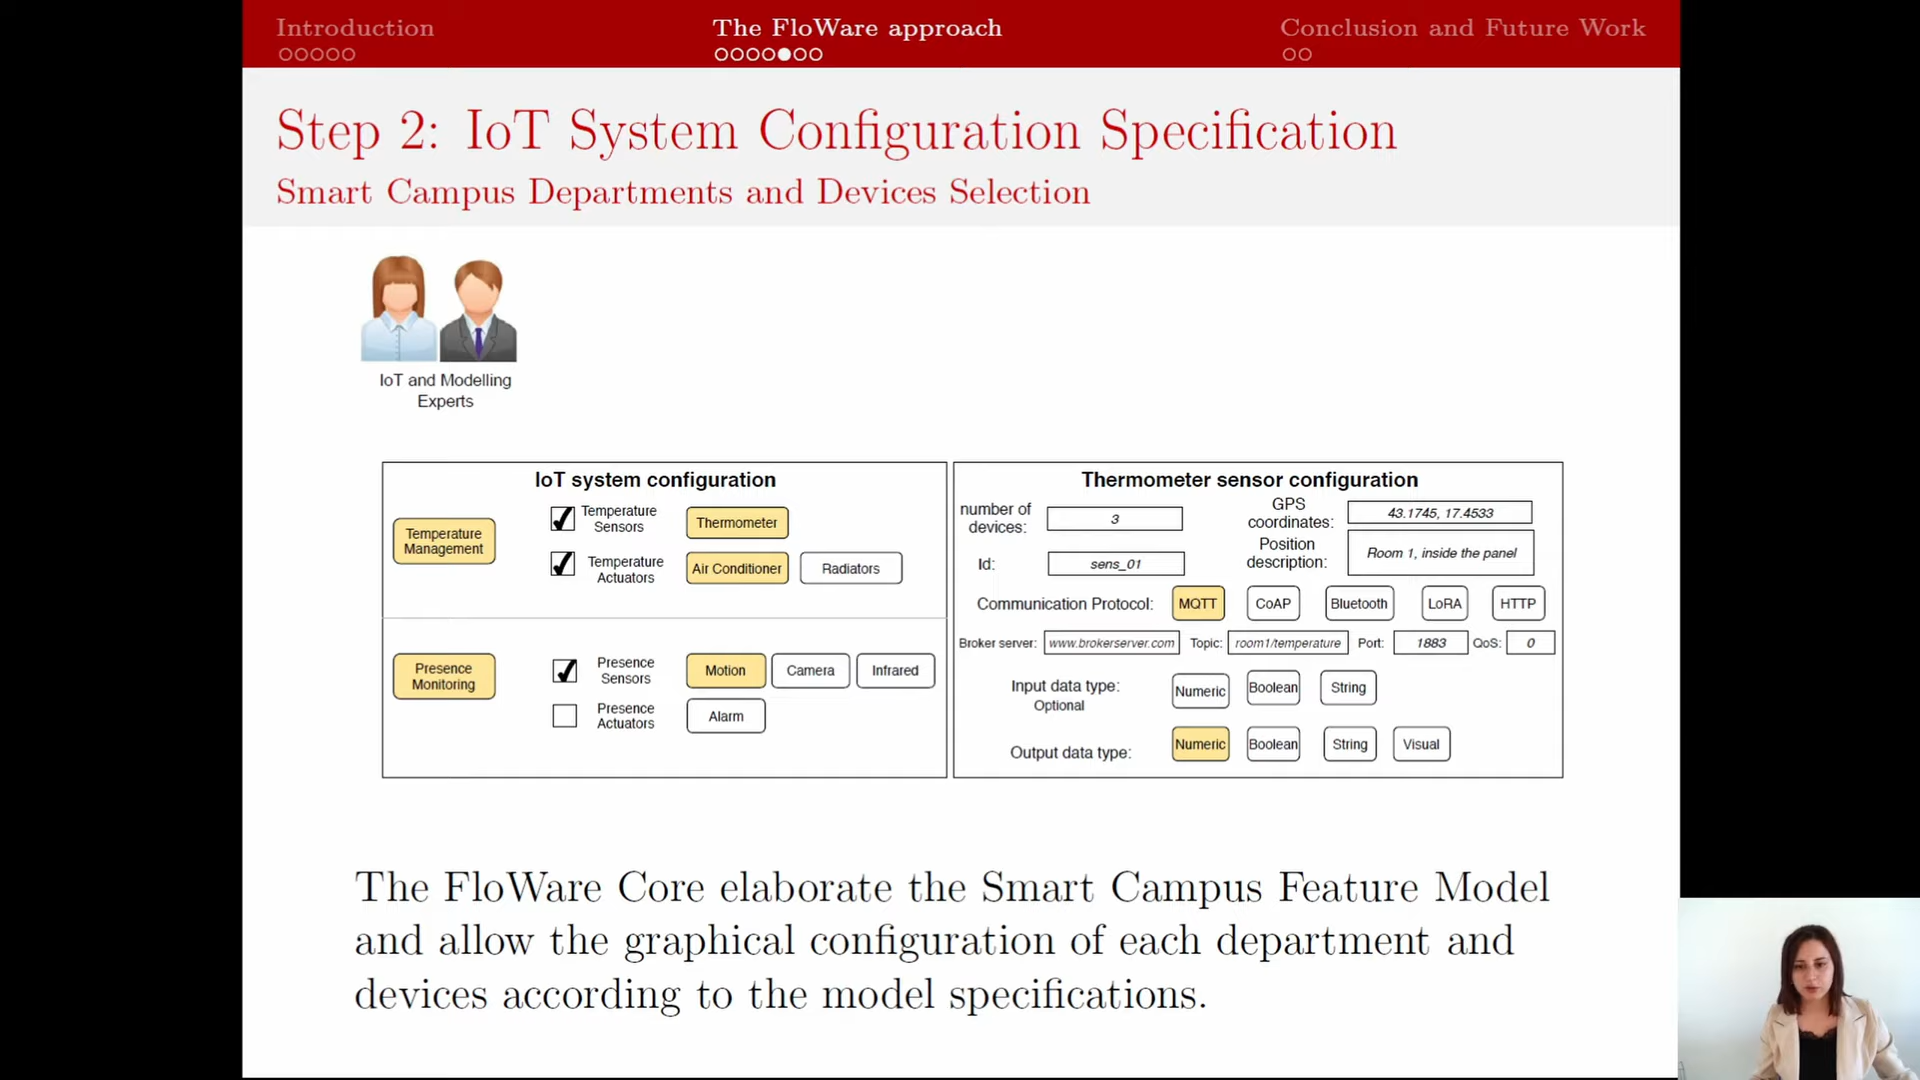 Introduction
The FloWare approach
Conclusion and Future Work
Step 2: IoT System Configuration Specification
Smart Campus Departments and Devices Selection
IoT and Modelling
Experts
IoT system configuration
Temperature
Management
Temperature
Sensors
Thermometer
Temperature
Actuators
Air Conditioner
Radiators
Presence
Monitoring
Presence
Sensors
Motion
Camera
Infrared
Presence
Actuators
Alarm
Thermometer sensor configuration
number of
devices:
3
GPS
coordinates:
43.1745, 17.4533
Id:
sens_01
Position
description:
Room 1, inside the panel
Communication Protocol:
MQTT
CoAP
Bluetooth
LoRA
HTTP
Broker server:
www.brokerserver.com
Topic:
room1/temperature
Port:
1883
QoS:
0
Input data type:
Optional
Numeric
Boolean
String
Output data type:
Numeric
Boolean
String
Visual
The FloWare Core elaborate the Smart Campus Feature Model
and allow the graphical configuration of each department and
devices according to the model specifications.